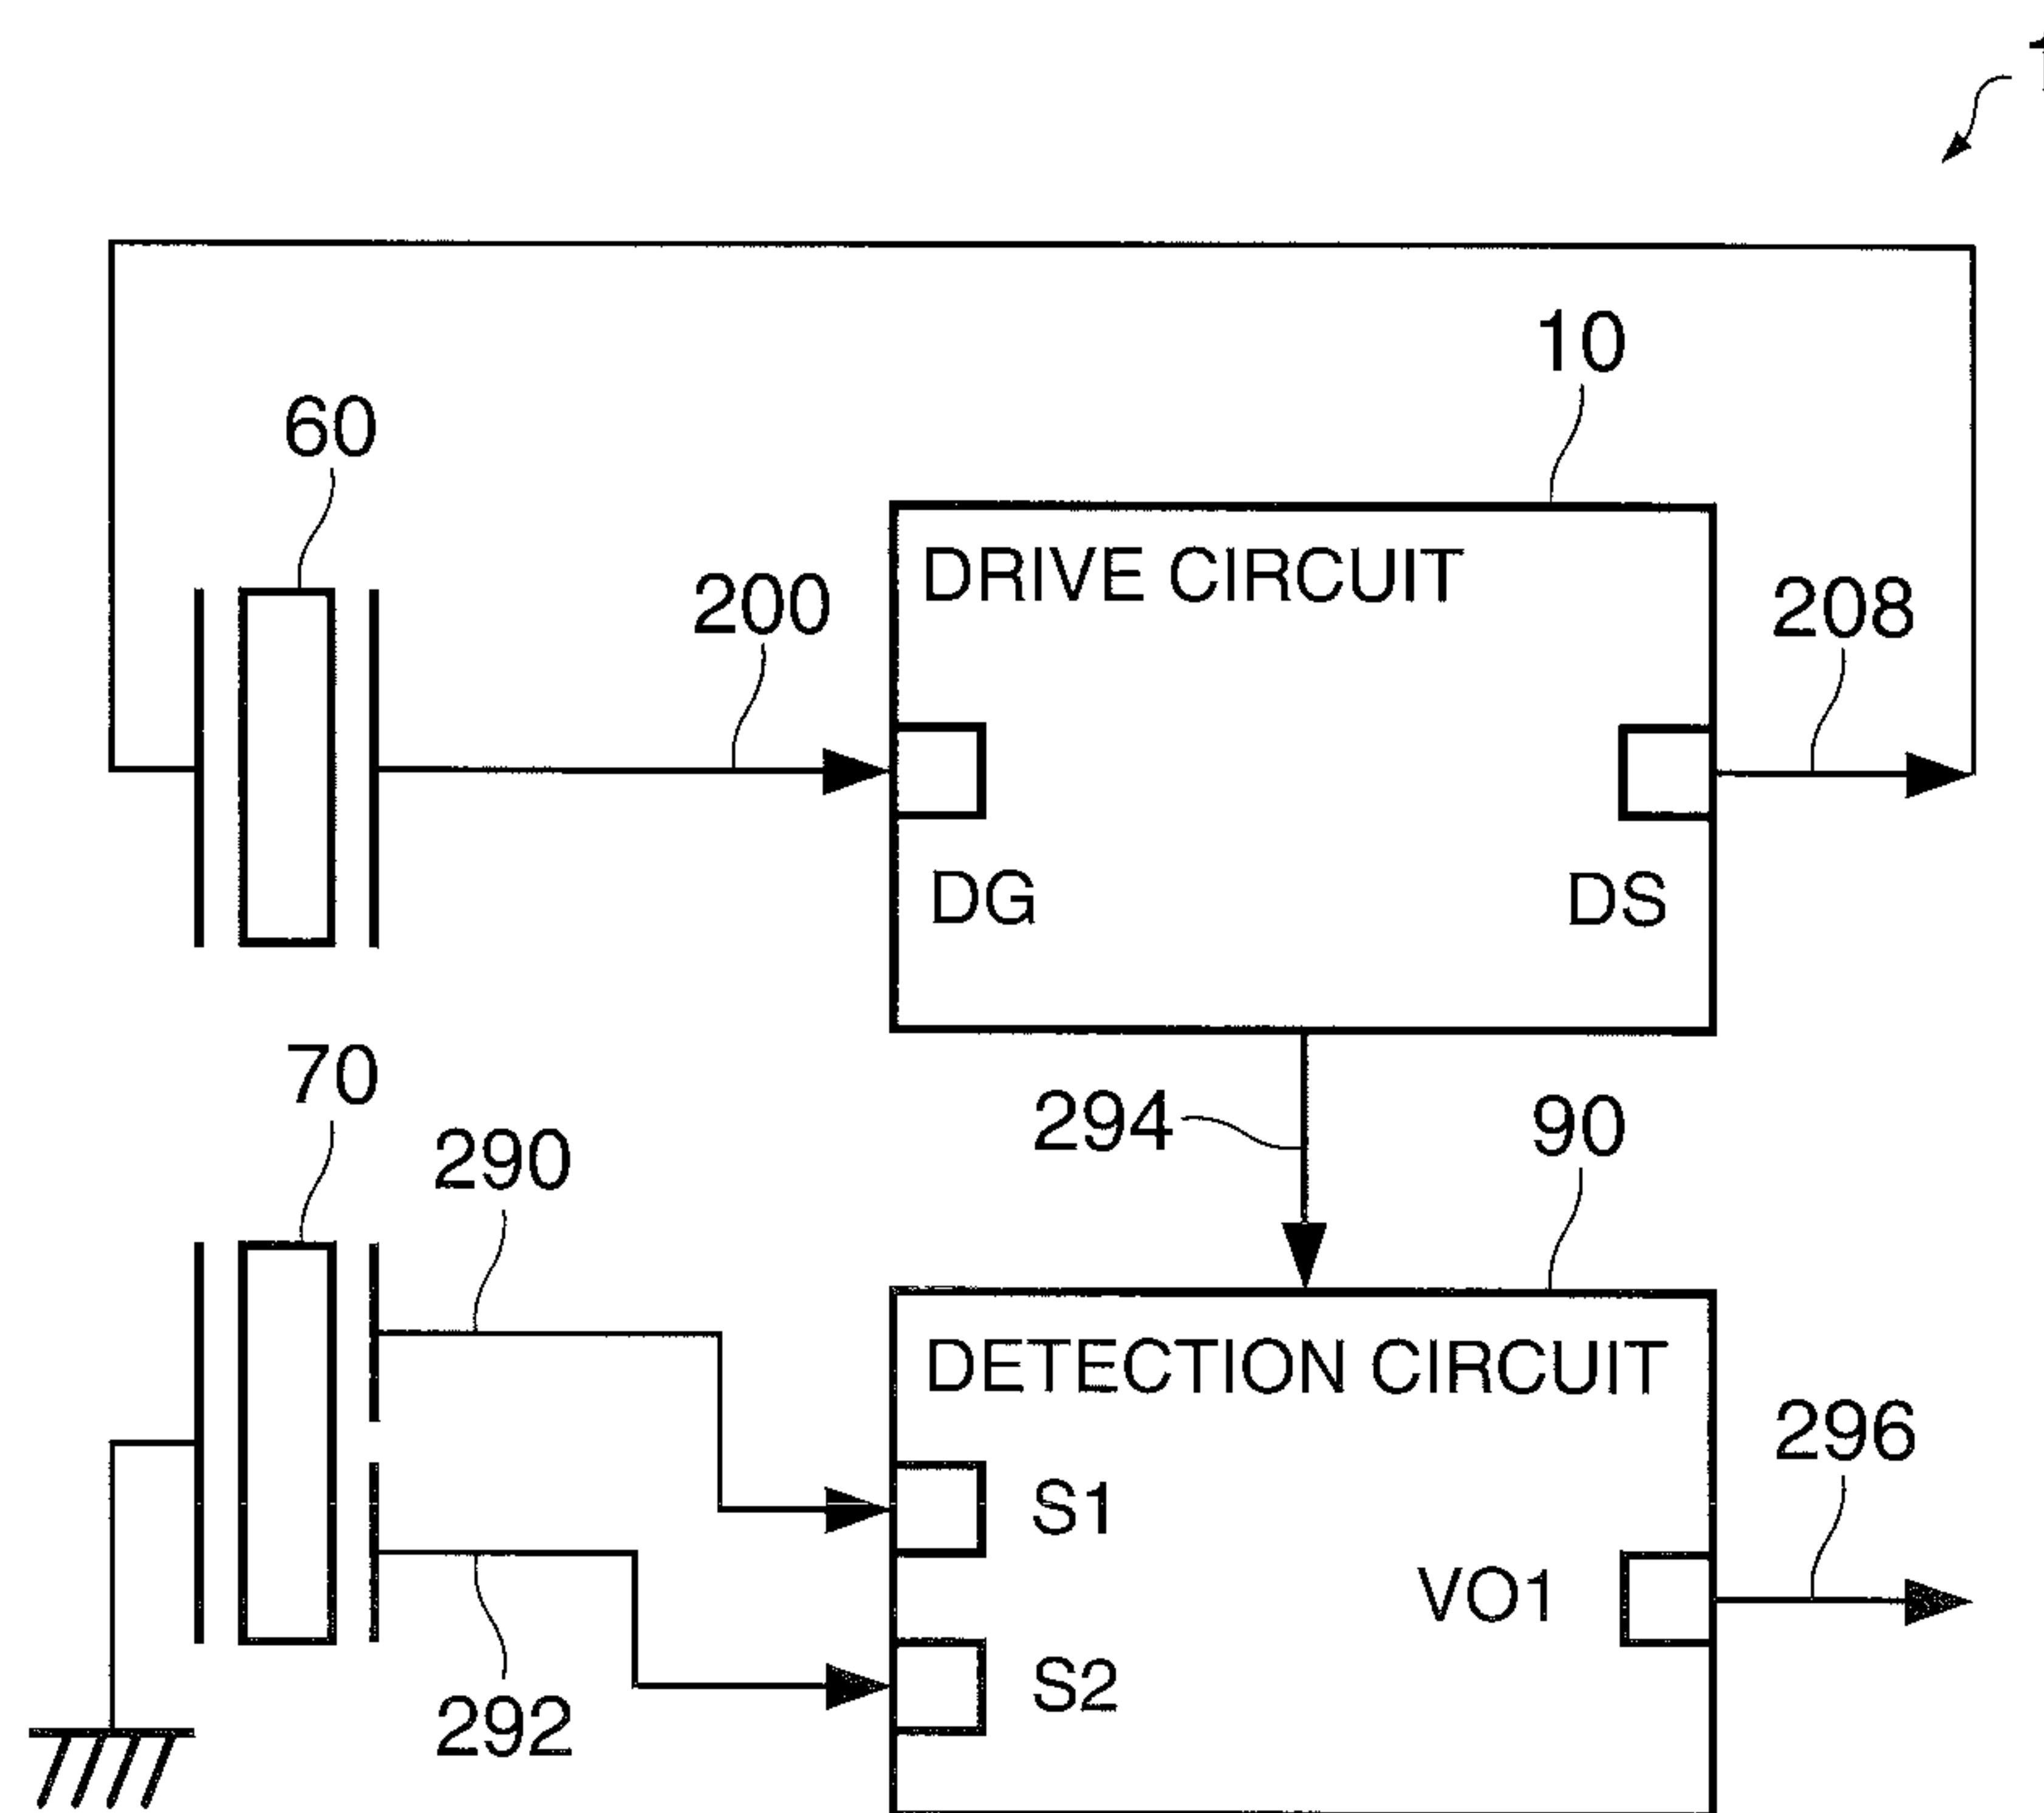 10
60
DRIVE CIRCUIT
200
208
DG
DS
70
294
90
290
DETECTION CIRCUIT
296
S1
VO1
S2
292